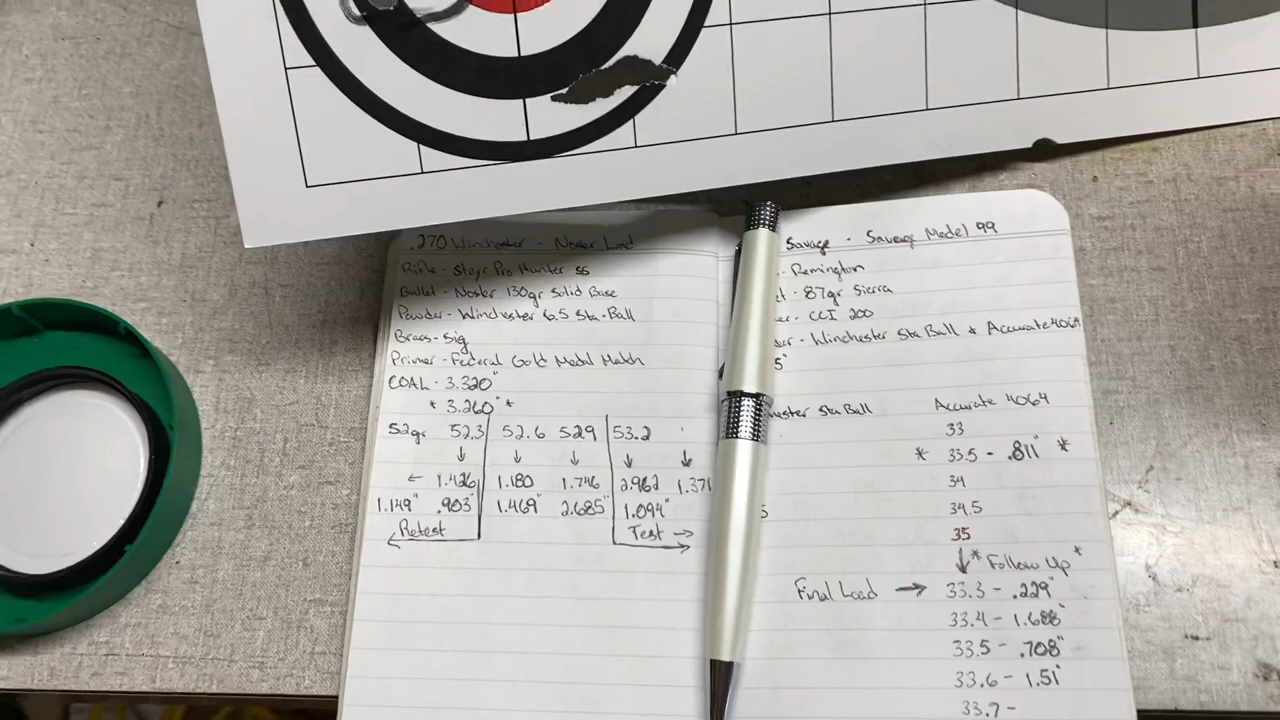 .270 Winchester - Nosler Load
Rifle - Steyr Pro Hunter SS
Bullet - Nosler 130gr Solid Base
Powder - Winchester 6.5 Sta-Ball
Brass - Sig
Primer - Federal Gold Medal Match
COAL - 3.320"
* 3.260" *
52gr 52.3 52.6 52.9 53.2
↓ ↓ ↓ ↓ ↓
← 1.426 1.180 1.746 2.962 1.371
1.149" .903" 1.469" 2.685" 1.094"
Retest Test →
Savage - Savage Model 99
- Remington
- 87gr Sierra
- CCI 200
- Winchester Sta Ball & Accurate 4064
5"
Sta Ball Accurate 4064
33
* 33.5 - .811" *
34
34.5
5
35
↓ * Follow Up *
Final Load → 33.3 - .229"
33.4 - 1.688"
33.5 - .708"
33.6 - 1.51"
33.7 -